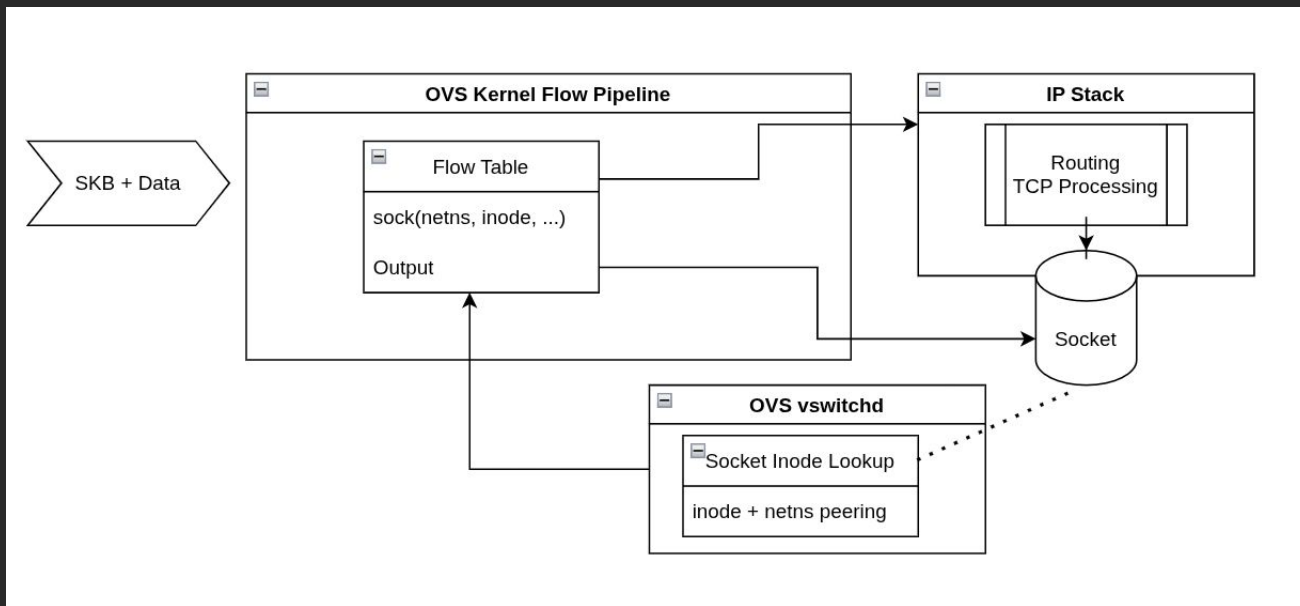 OVS Kernel Flow Pipeline
IP Stack
SKB + Data
Flow Table
sock(netns, inode, ...)
Output
Routing
TCP Processing
Socket
OVS vswitchd
Socket Inode Lookup
inode + netns peering